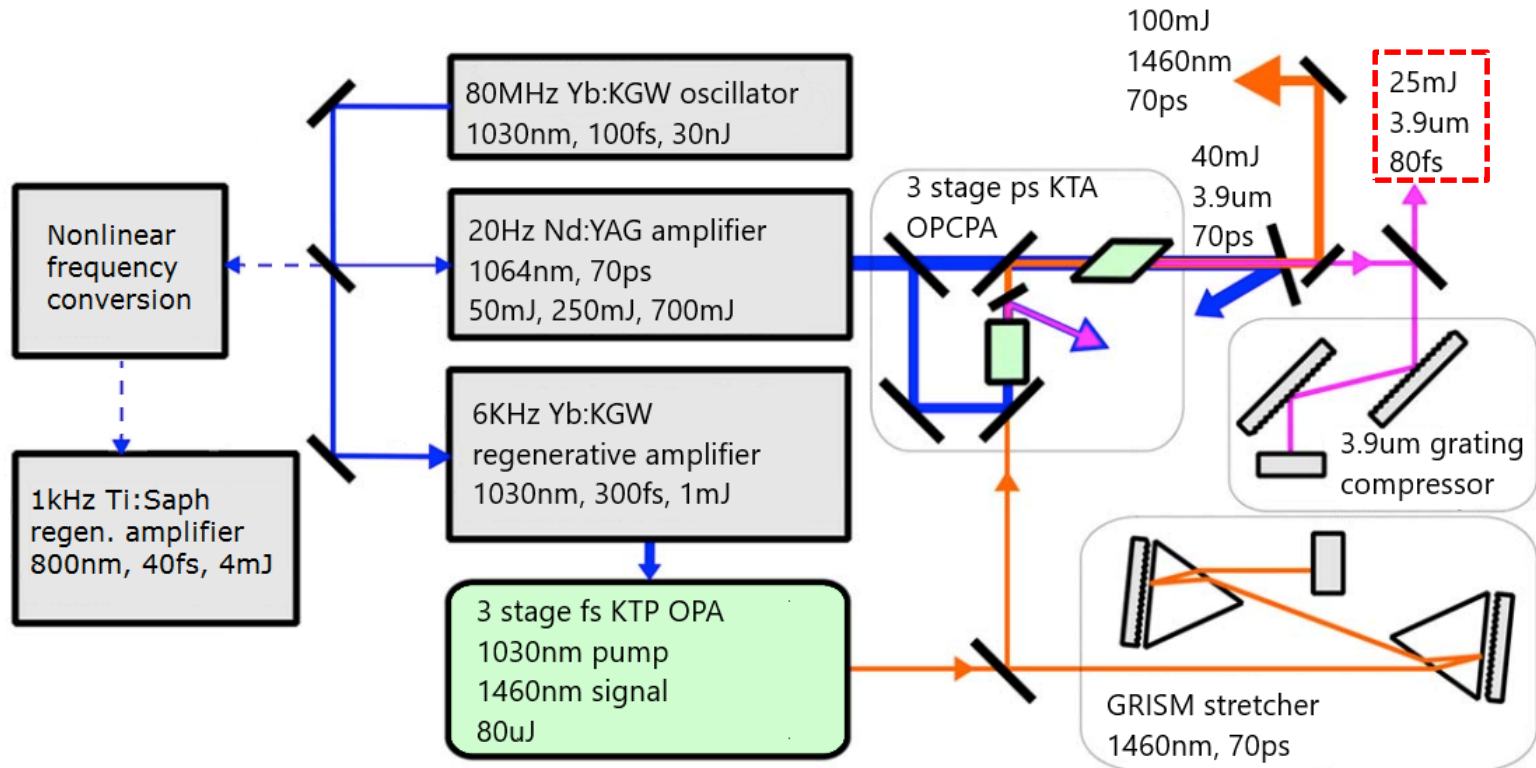 80MHz Yb:KGW oscillator
1030nm, 100fs, 30nJ
20Hz Nd:YAG amplifier
1064nm, 70ps
50mJ, 250mJ, 700mJ
Nonlinear
frequency
conversion
6KHz Yb:KGW
regenerative amplifier
1030nm, 300fs, 1mJ
1kHz Ti:Saph
regen. amplifier
800nm, 40fs, 4mJ
3 stage fs KTP OPA
1030nm pump
1460nm signal
80uJ
3 stage ps KTA
OPCPA
100mJ
1460nm
70ps
40mJ
3.9um
70ps
25mJ
3.9um
80fs
3.9um grating
compressor
GRISM stretcher
1460nm, 70ps